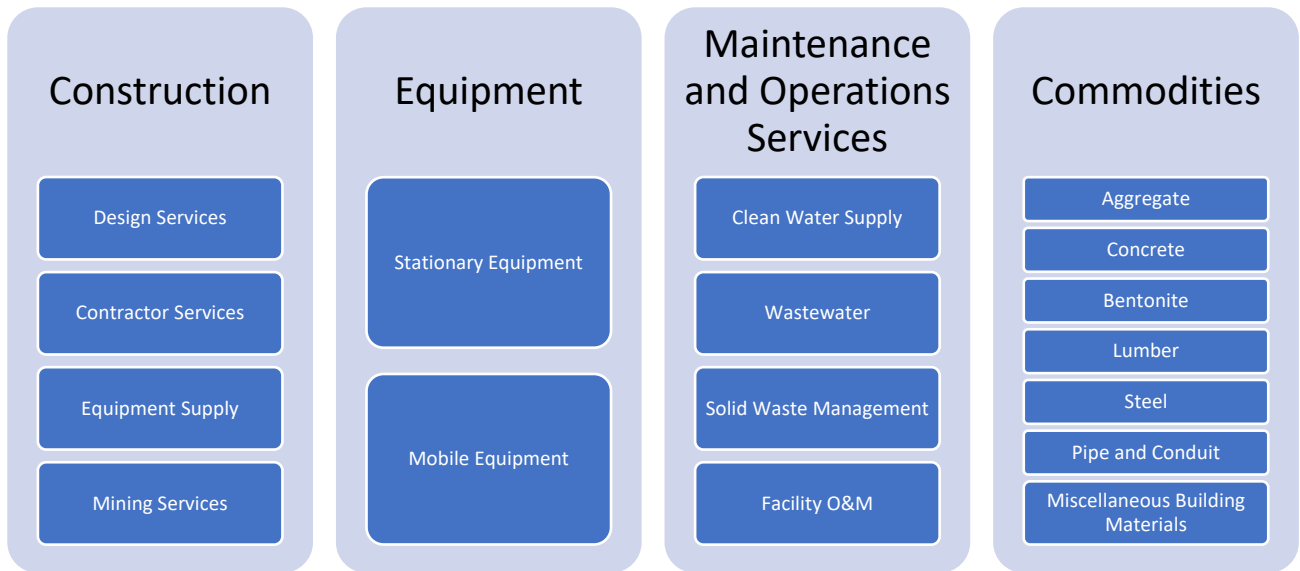 Construction
Design Services
Contractor Services
Equipment Supply
Mining Services
Equipment
Stationary Equipment
Mobile Equipment
Maintenance
and Operations
Services
Clean Water Supply
Wastewater
Solid Waste Management
Facility O&M
Commodities
Aggregate
Concrete
Bentonite
Lumber
Steel
Pipe and Conduit
Miscellaneous Building
Materials